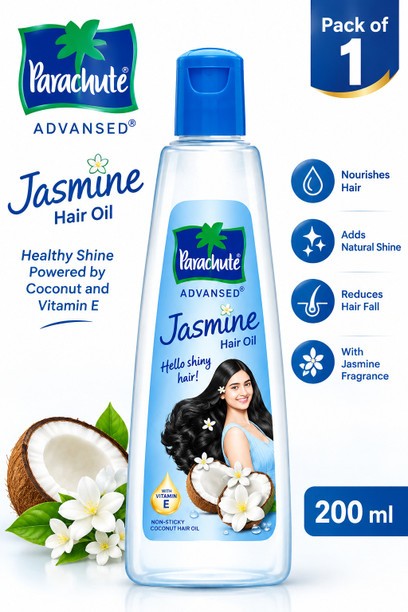 Parachute®
ADVANSED®
Jasmine
Hair Oil
Healthy Shine
Powered by
Coconut and
Vitamin E
Pack of
1
Nourishes
Hair
Adds
Natural Shine
Reduces
Hair Fall
With
Jasmine
Fragrance
200 ml
Parachute®
ADVANSED®
Jasmine
Hair Oil
Hello shiny
hair!
WITH
VITAMIN
E
NON-STICKY
COCONUT HAIR OIL